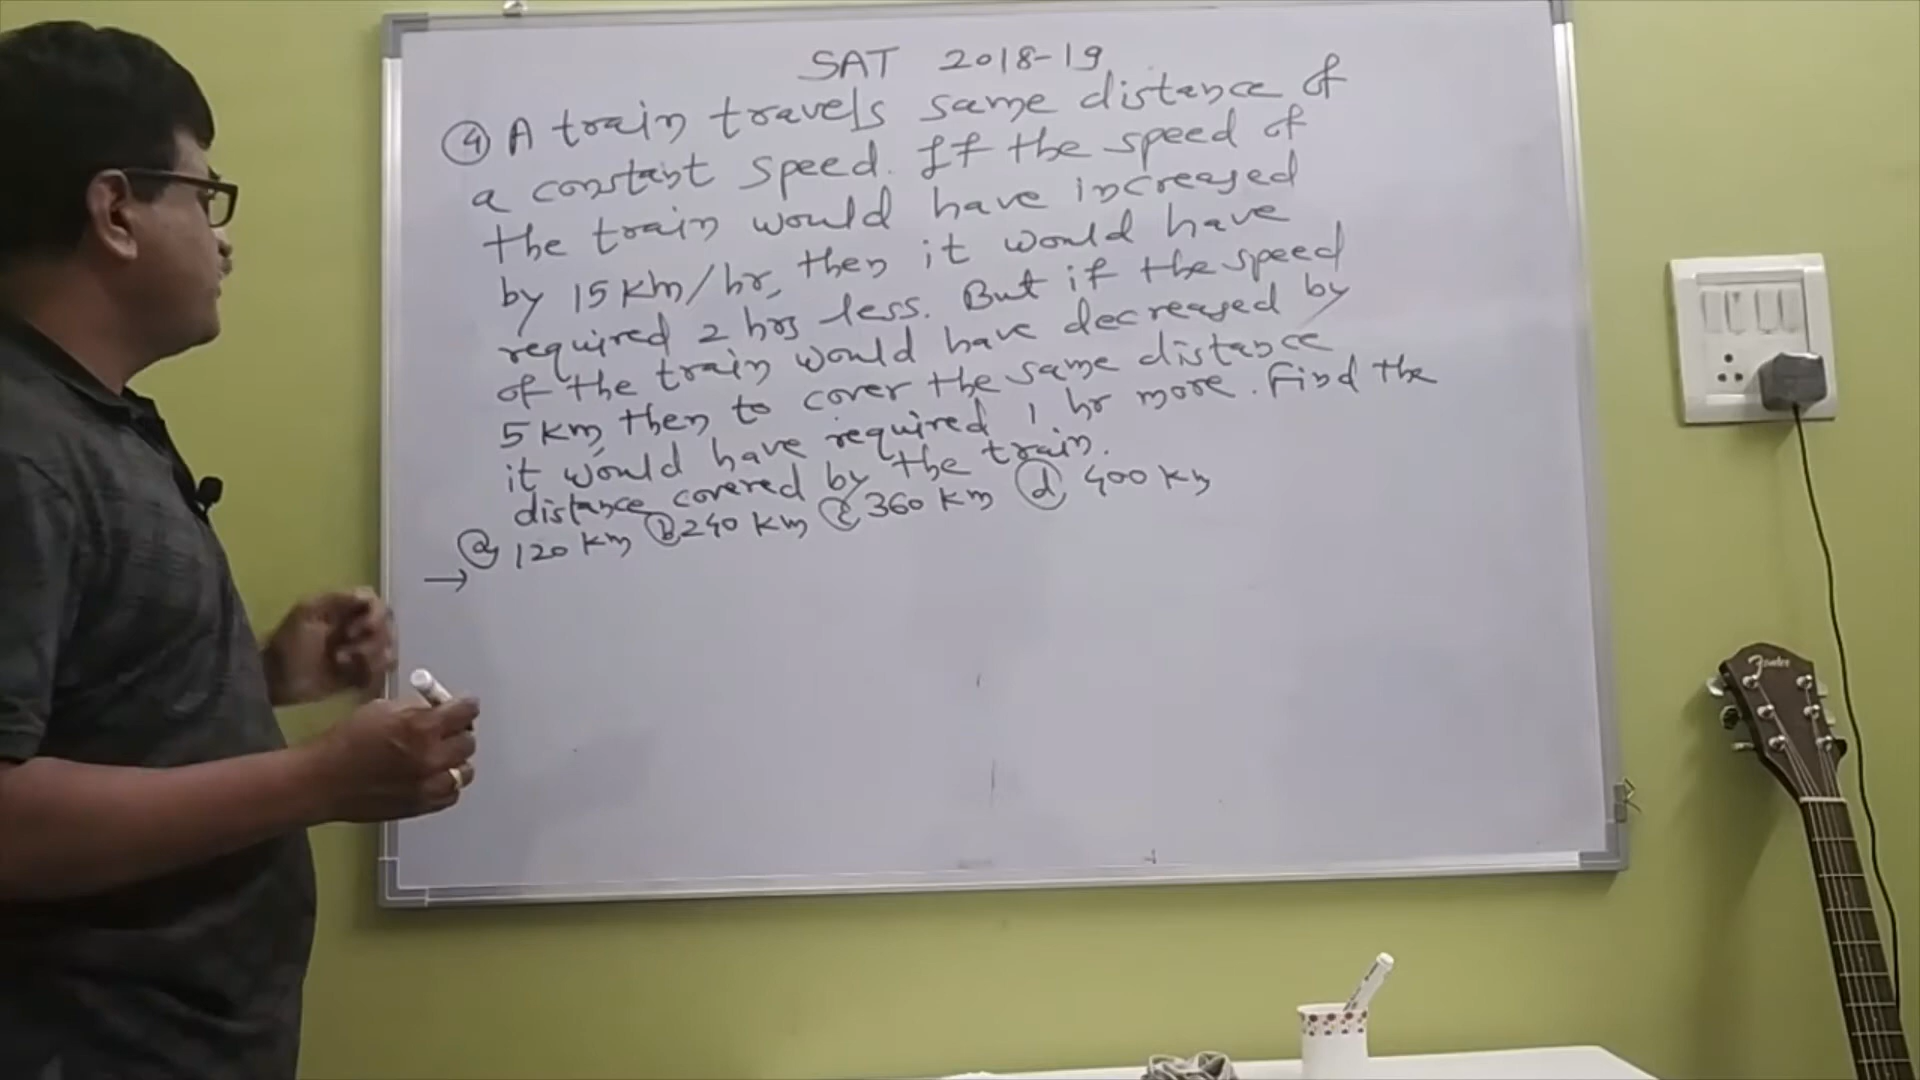 SAT 2018-19
④ A train travels same distance of
a constant speed. If the speed of
the train would have increased
by 15 km/hr, then it would have
required 2 hrs less. But if the speed
of the train would have decreased by
5 km, then to cover the same distance
it would have required 1 hr more. Find the
distance covered by the train.
ⓐ 120 km ⓑ 240 km ⓒ 360 km ⓓ 400 km
→
Fender